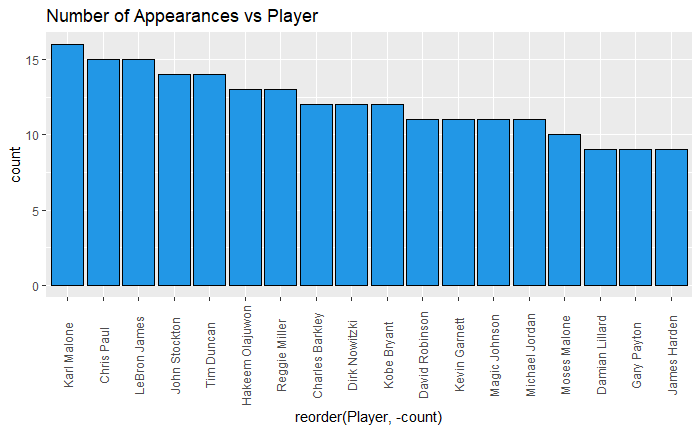 Number of Appearances vs Player
count
15
10
5
0
Karl Malone
Chris Paul
LeBron James
John Stockton
Tim Duncan
Hakeem Olajuwon
Reggie Miller
Charles Barkley
Dirk Nowitzki
Kobe Bryant
David Robinson
Kevin Garnett
Magic Johnson
Michael Jordan
Moses Malone
Damian Lillard
Gary Payton
James Harden
reorder(Player, -count)